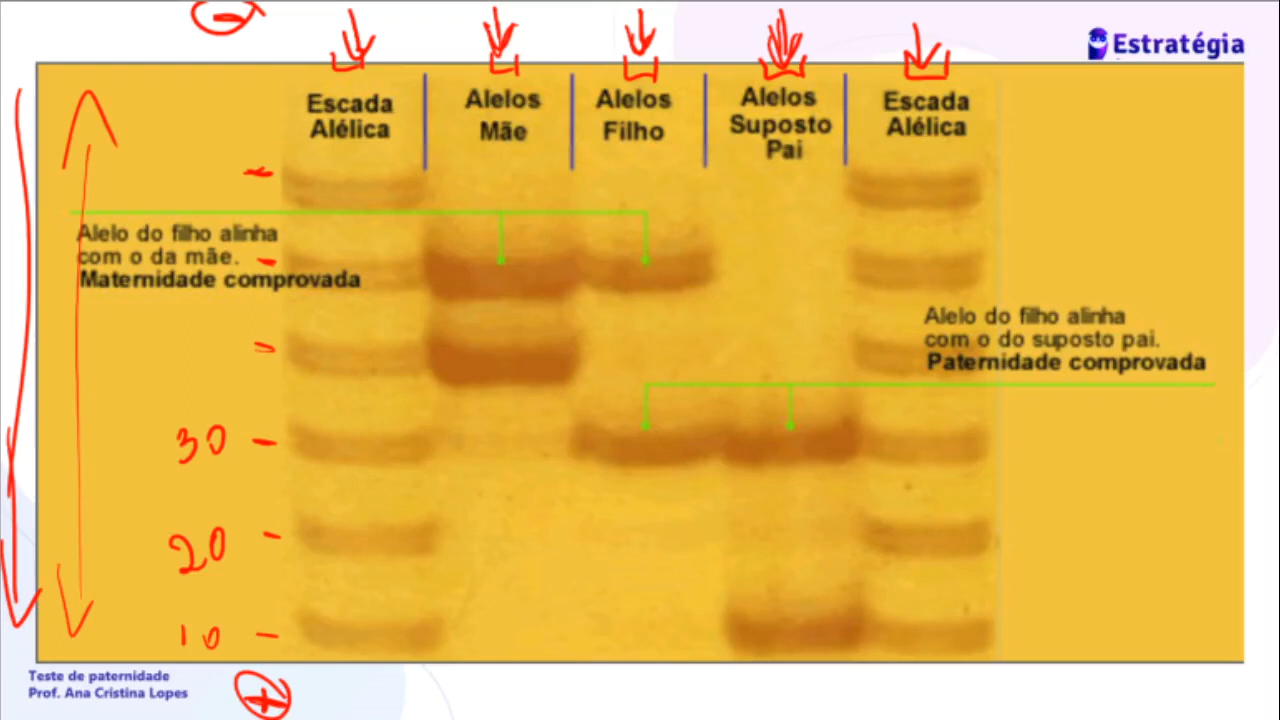 Estratégia
Escada
Alélica
Alelos
Mãe
Alelos
Filho
Alelos
Suposto
Pai
Escada
Alélica
Alelo do filho alinha
com o da mãe.
Maternidade comprovada
Alelo do filho alinha
com o do suposto pai.
Paternidade comprovada
30
20
10
Teste de paternidade
Prof. Ana Cristina Lopes